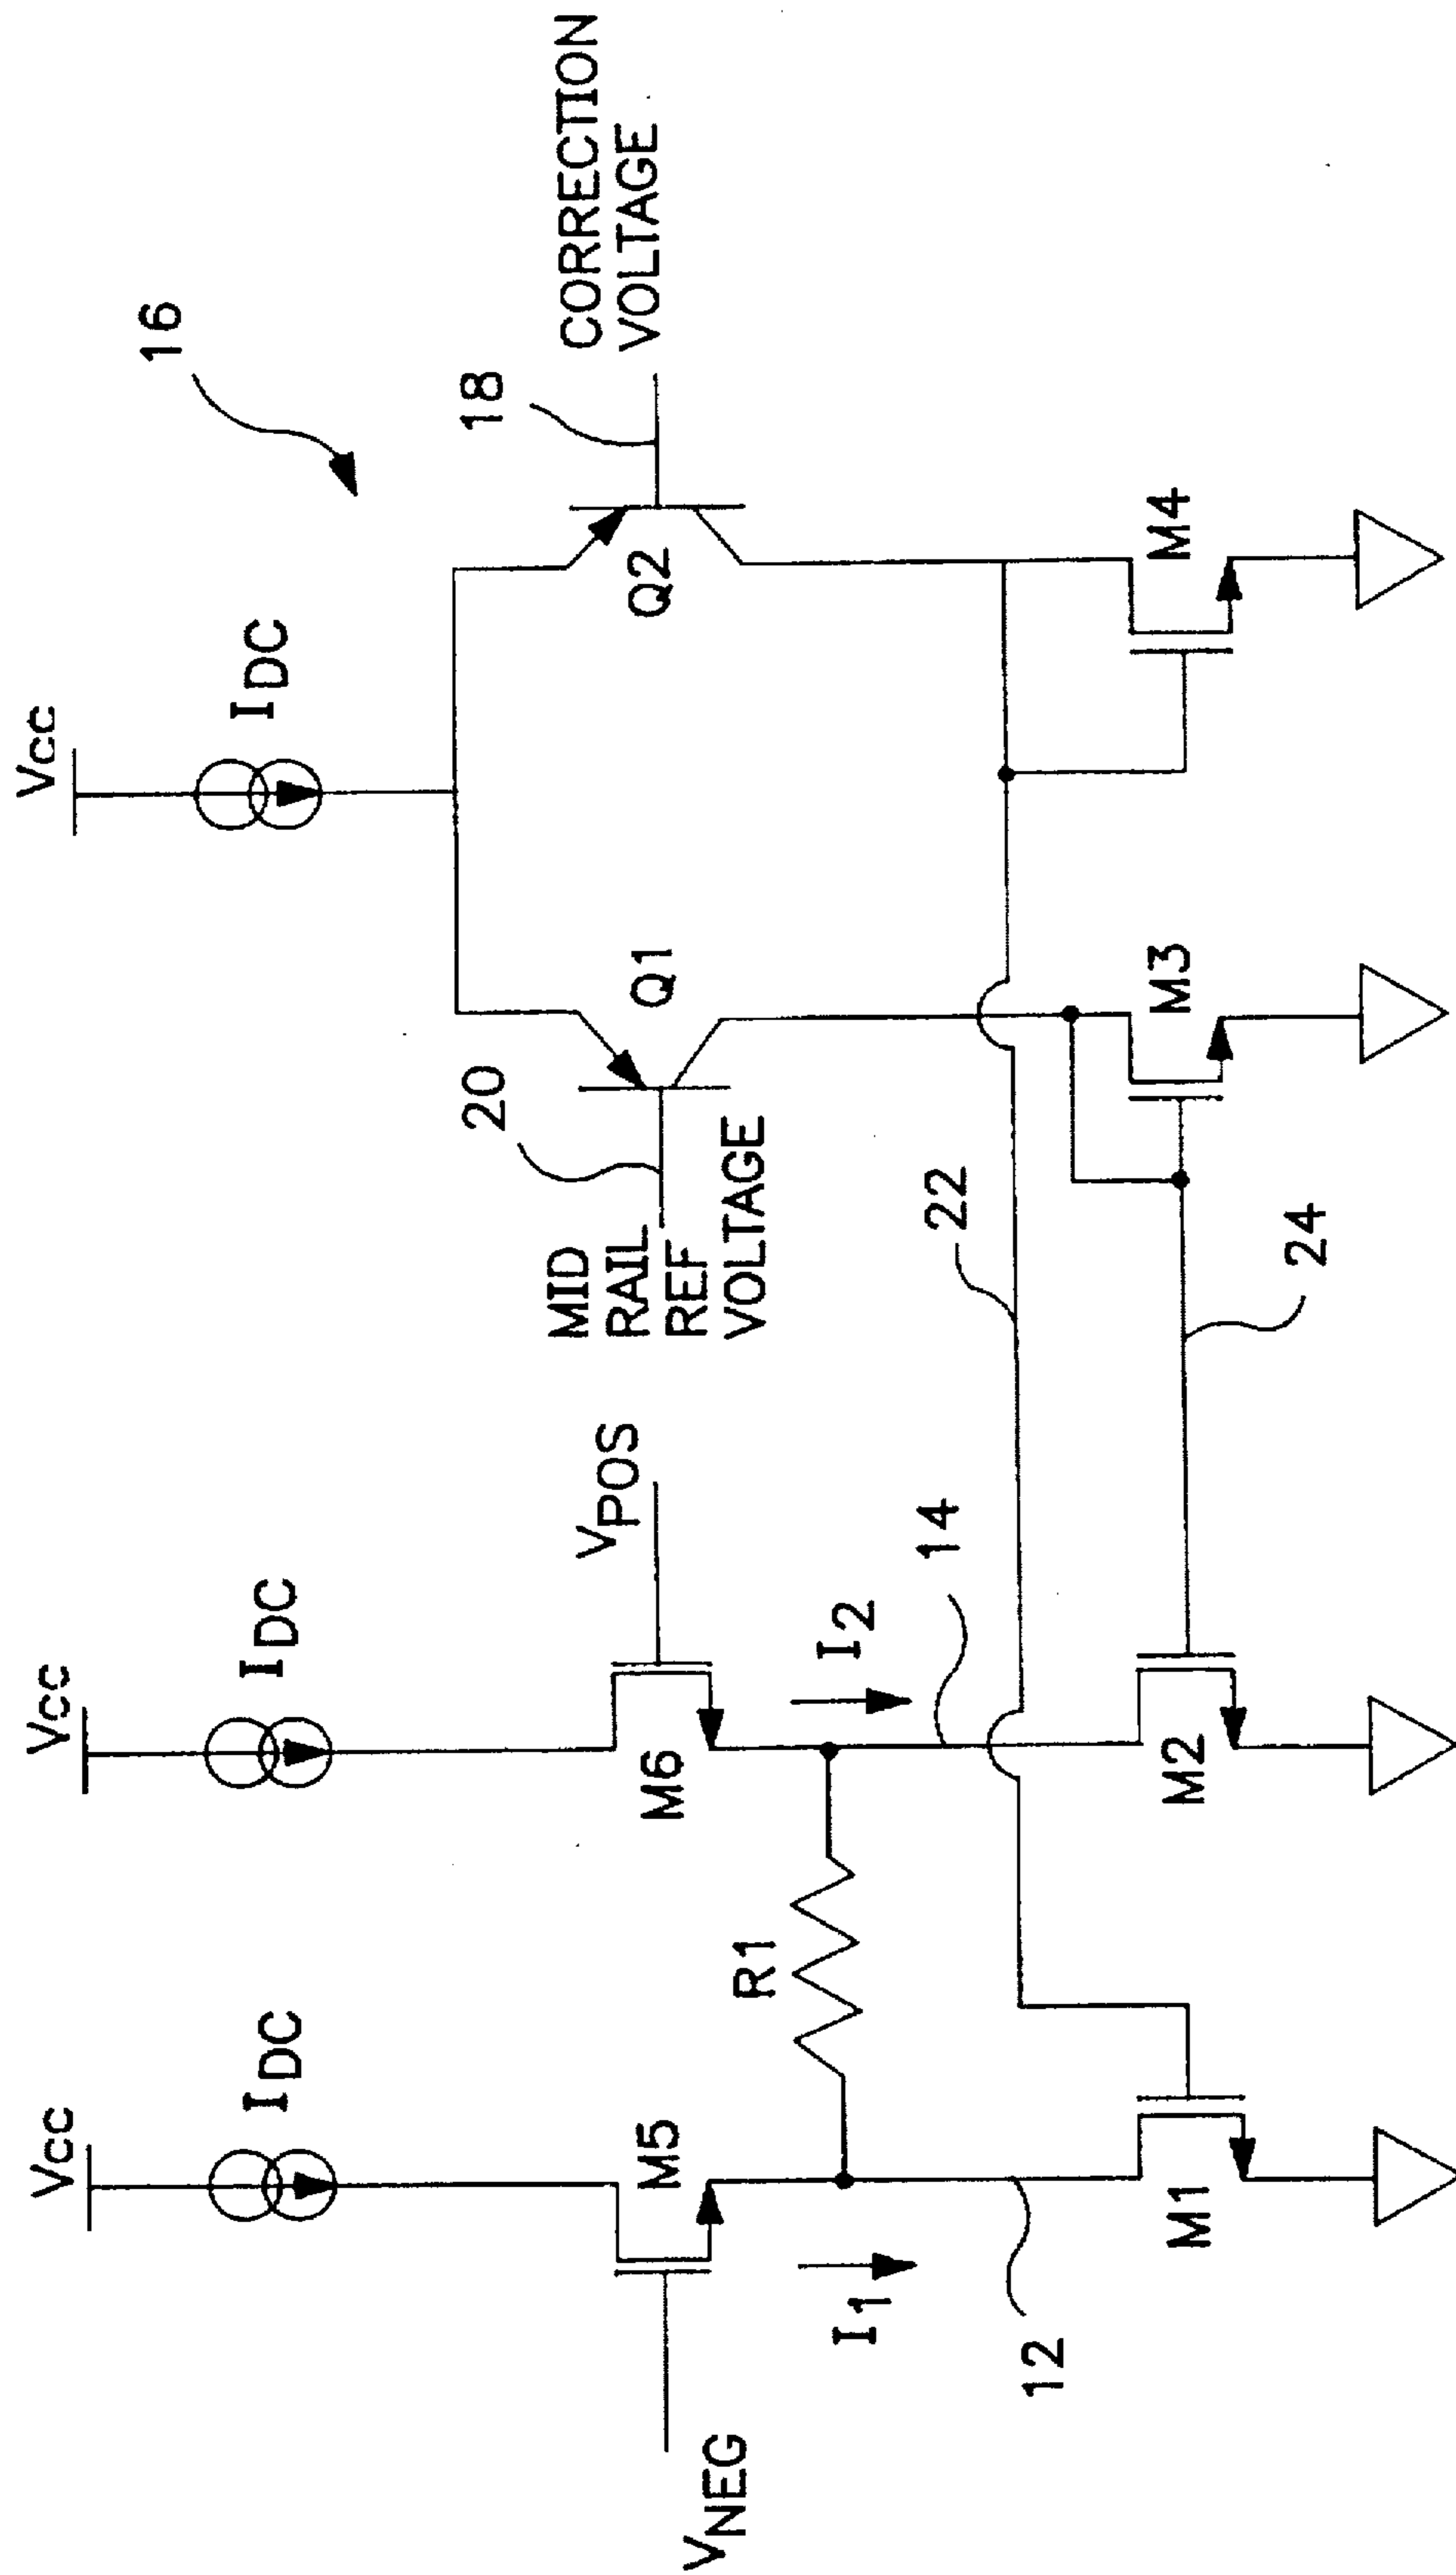 Vcc
Vcc
Vcc
IDC
IDC
IDC
16
VNEG
M5
M6
VPOS
MID
RAIL
REF
VOLTAGE
20
Q1
Q2
18
CORRECTION
VOLTAGE
R1
I1
I2
12
14
22
24
M1
M2
M3
M4